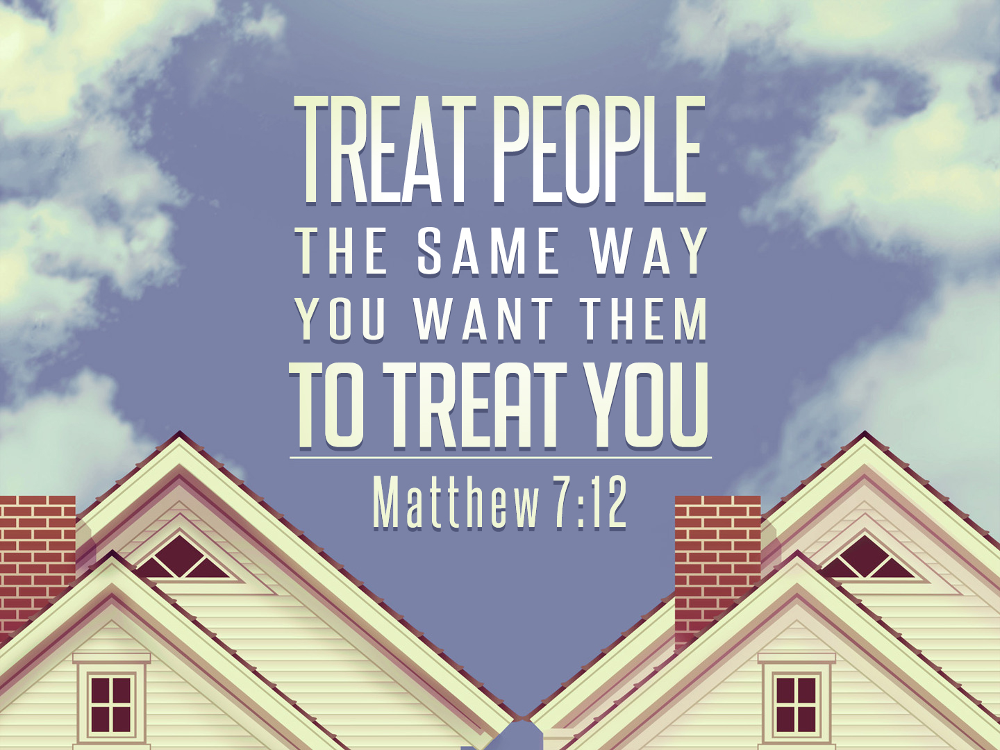 TREAT PEOPLE
THE SAME WAY
YOU WANT THEM
TO TREAT YOU
Matthew 7:12